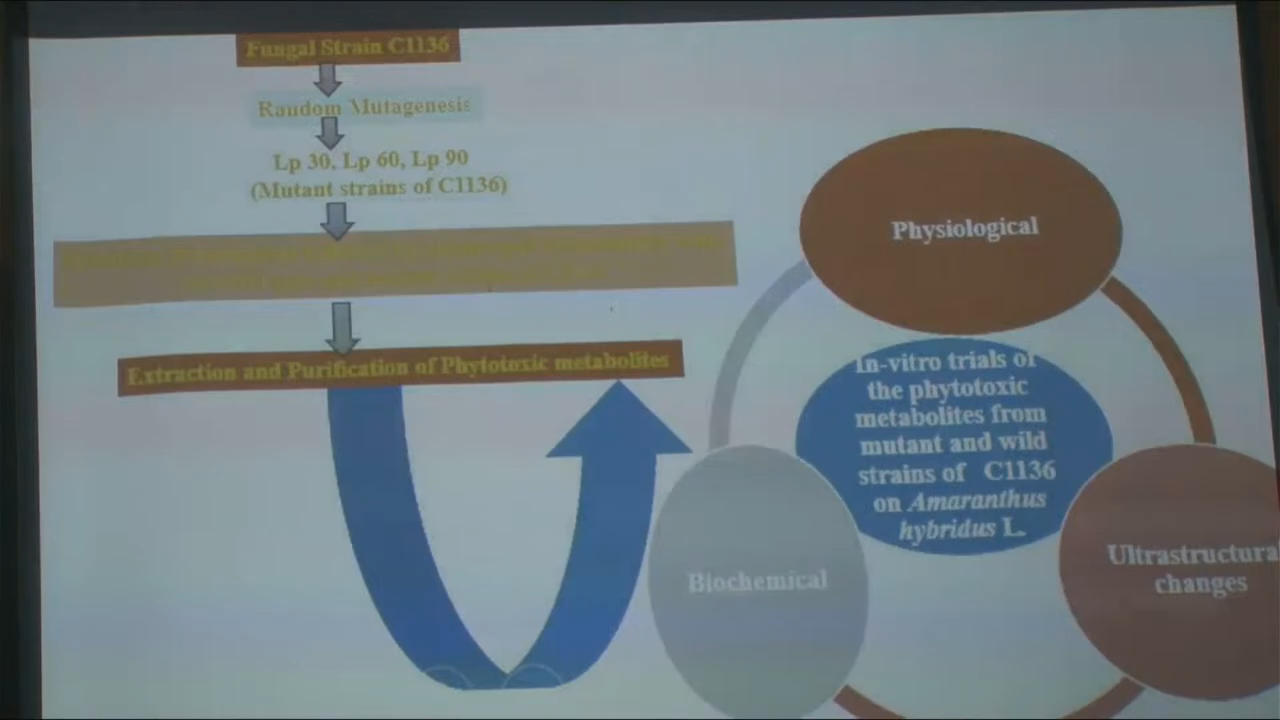 Fungal Strain C1136
Random Mutagenesis
Lp 30, Lp 60, Lp 90
(Mutant strains of C1136)
Extraction and Purification of Phytotoxic metabolites
Physiological
In-vitro trials of
the phytotoxic
metabolites from
mutant and wild
strains of C1136
on Amaranthus
hybridus L.
Biochemical
Ultrastructural
changes